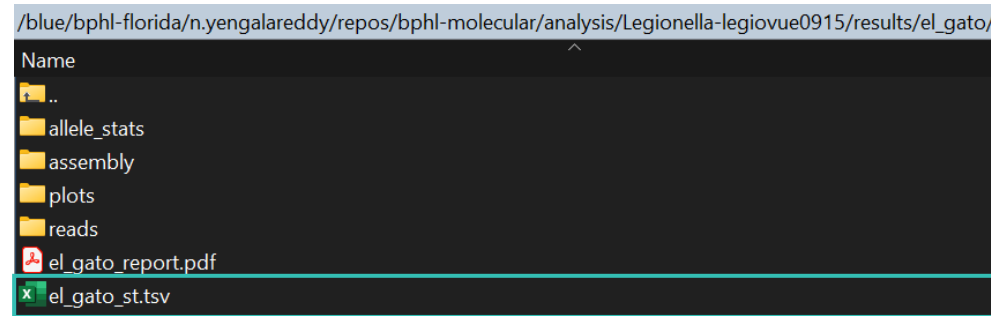 /blue/bphl-florida/n.yengalareddy/repos/bphl-molecular/analysis/Legionella-legiovue0915/results/el_gato/
Name
..
allele_stats
assembly
plots
reads
el_gato_report.pdf
el_gato_st.tsv